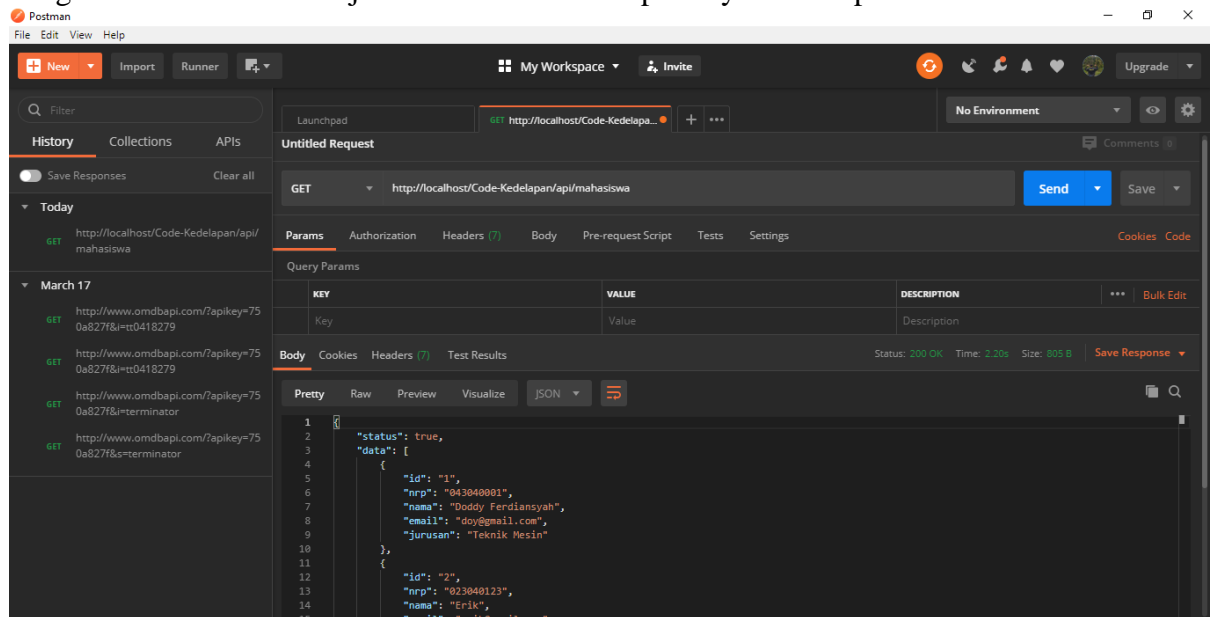 Postman
File Edit View Help
New Import Runner My Workspace Invite Upgrade
Filter
History Collections APIs
Save Responses Clear all
Today
GET http://localhost/Code-Kedelapan/api/
mahasiswa
March 17
GET http://www.omdbapi.com/?apikey=75
0a827f&i=tt0418279
GET http://www.omdbapi.com/?apikey=75
0a827f&i=tt0418279
GET http://www.omdbapi.com/?apikey=75
0a827f&i=terminator
GET http://www.omdbapi.com/?apikey=75
0a827f&s=terminator
Launchpad GET http://localhost/Code-Kedelapa... + ••• No Environment
Untitled Request Comments 0
GET http://localhost/Code-Kedelapan/api/mahasiswa Send Save
Params Authorization Headers (7) Body Pre-request Script Tests Settings Cookies Code
Query Params
KEY VALUE DESCRIPTION ••• Bulk Edit
Key Value Description
Body Cookies Headers (7) Test Results Status: 200 OK Time: 2.20s Size: 805 B Save Response
Pretty Raw Preview Visualize JSON
1 {
2 "status": true,
3 "data": [
4 {
5 "id": "1",
6 "nrp": "043040001",
7 "nama": "Doddy Ferdiansyah",
8 "email": "doy@gmail.com",
9 "jurusan": "Teknik Mesin"
10 },
11 {
12 "id": "2",
13 "nrp": "023040123",
14 "nama": "Erik",